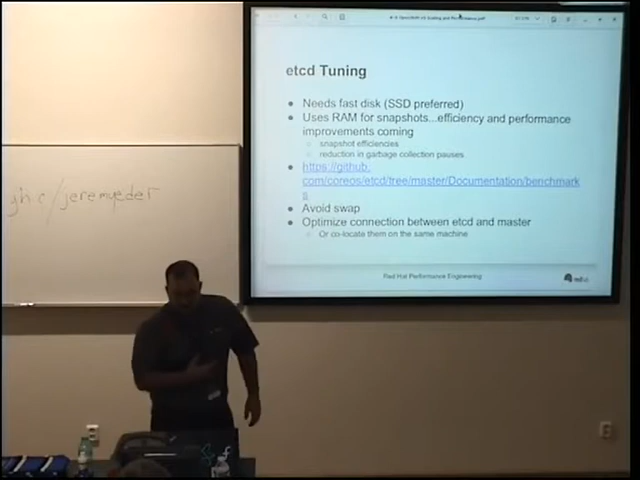 etcd Tuning
● Needs fast disk (SSD preferred)
● Uses RAM for snapshots...efficiency and performance
improvements coming
○ snapshot efficiencies
○ reduction in garbage collection pauses.
● https://github.
com/coreos/etcd/tree/master/Documentation/benchmark
s
● Avoid swap
● Optimize connection between etcd and master
○ Or co-locate them on the same machine
Red Hat Performance Engineering
/jeremyeder